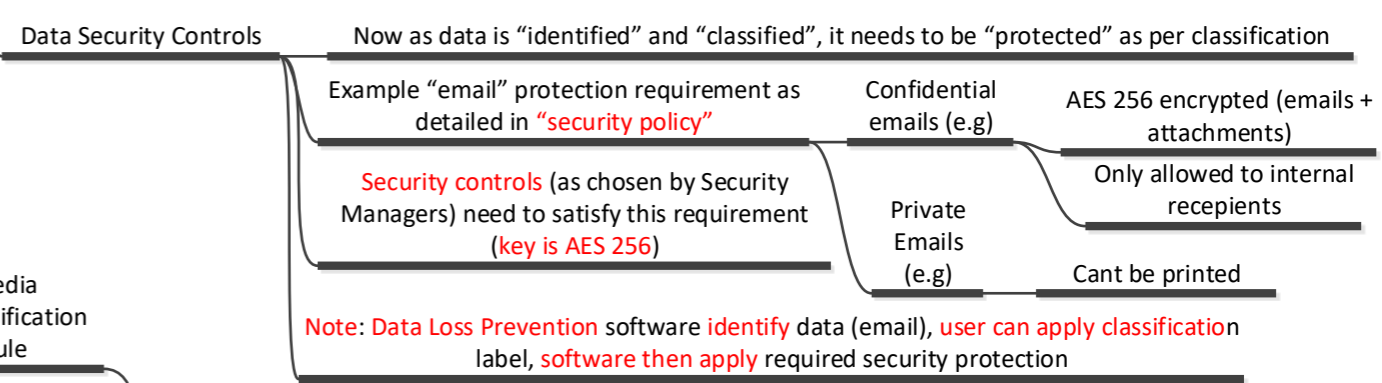 Data Security Controls
Now as data is “identified” and “classified”, it needs to be “protected” as per classification
Example “email” protection requirement as
detailed in “security policy”
Confidential
emails (e.g)
AES 256 encrypted (emails +
attachments)
Only allowed to internal
recepients
Private
Emails
(e.g)
Cant be printed
Security controls (as chosen by Security
Managers) need to satisfy this requirement
(key is AES 256)
Note: Data Loss Prevention software identify data (email), user can apply classification
label, software then apply required security protection